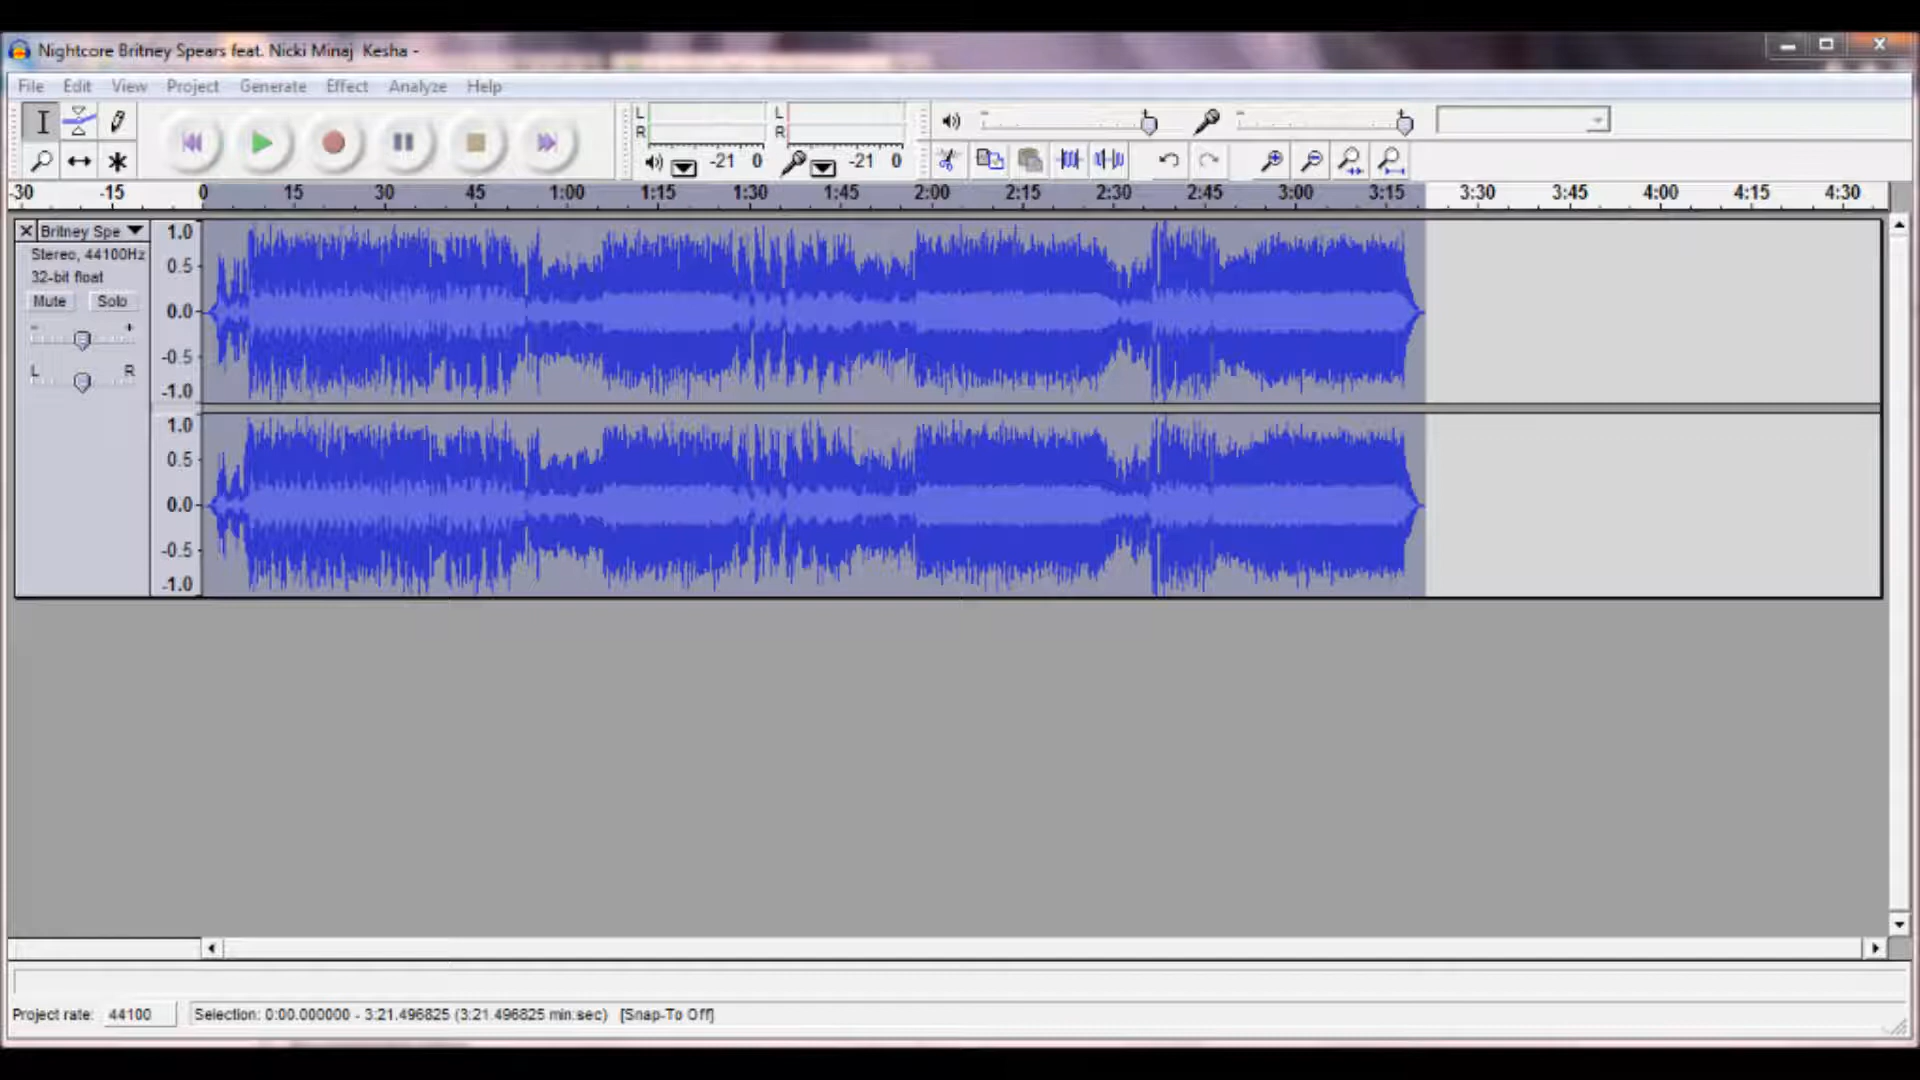 Nightcore Britney Spears feat. Nicki Minaj Kesha -
File Edit View Project Generate Effect Analyze Help
L L
R R
-21 0 -21 0
-30 -15 0 15 30 45 1:00 1:15 1:30 1:45 2:00 2:15 2:30 2:45 3:00 3:15 3:30 3:45 4:00 4:15 4:30
Britney Spe
Stereo, 44100Hz
32-bit float
Mute Solo
- +
L R
1.0
0.5
0.0
-0.5
-1.0
1.0
0.5
0.0
-0.5
-1.0
Project rate: 44100 Selection: 0:00.000000 - 3:21.496825 (3:21.496825 min:sec) [Snap-To Off]